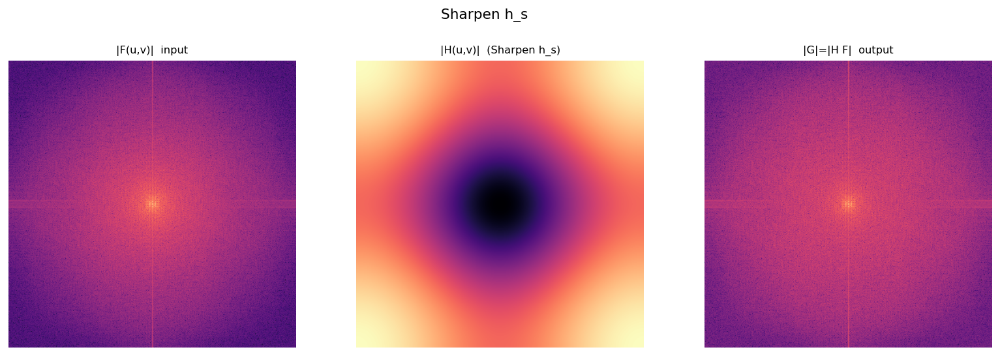 Sharpen h_s
|F(u,v)|  input
|H(u,v)|  (Sharpen h_s)
|G|=|H F|  output